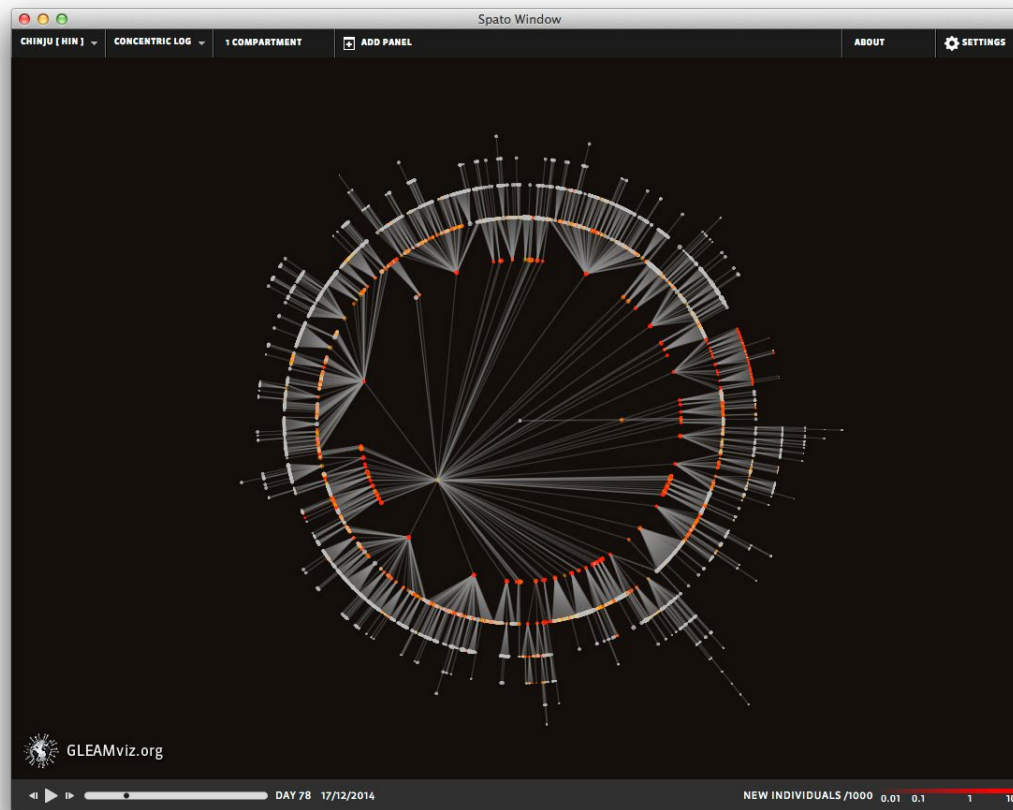 Spato Window
CHINJU [ HIN ] CONCENTRIC LOG 1 COMPARTMENT ADD PANEL ABOUT SETTINGS
GLEAMviz.org
DAY 78 17/12/2014 NEW INDIVIDUALS /1000 0.01 0.1 1